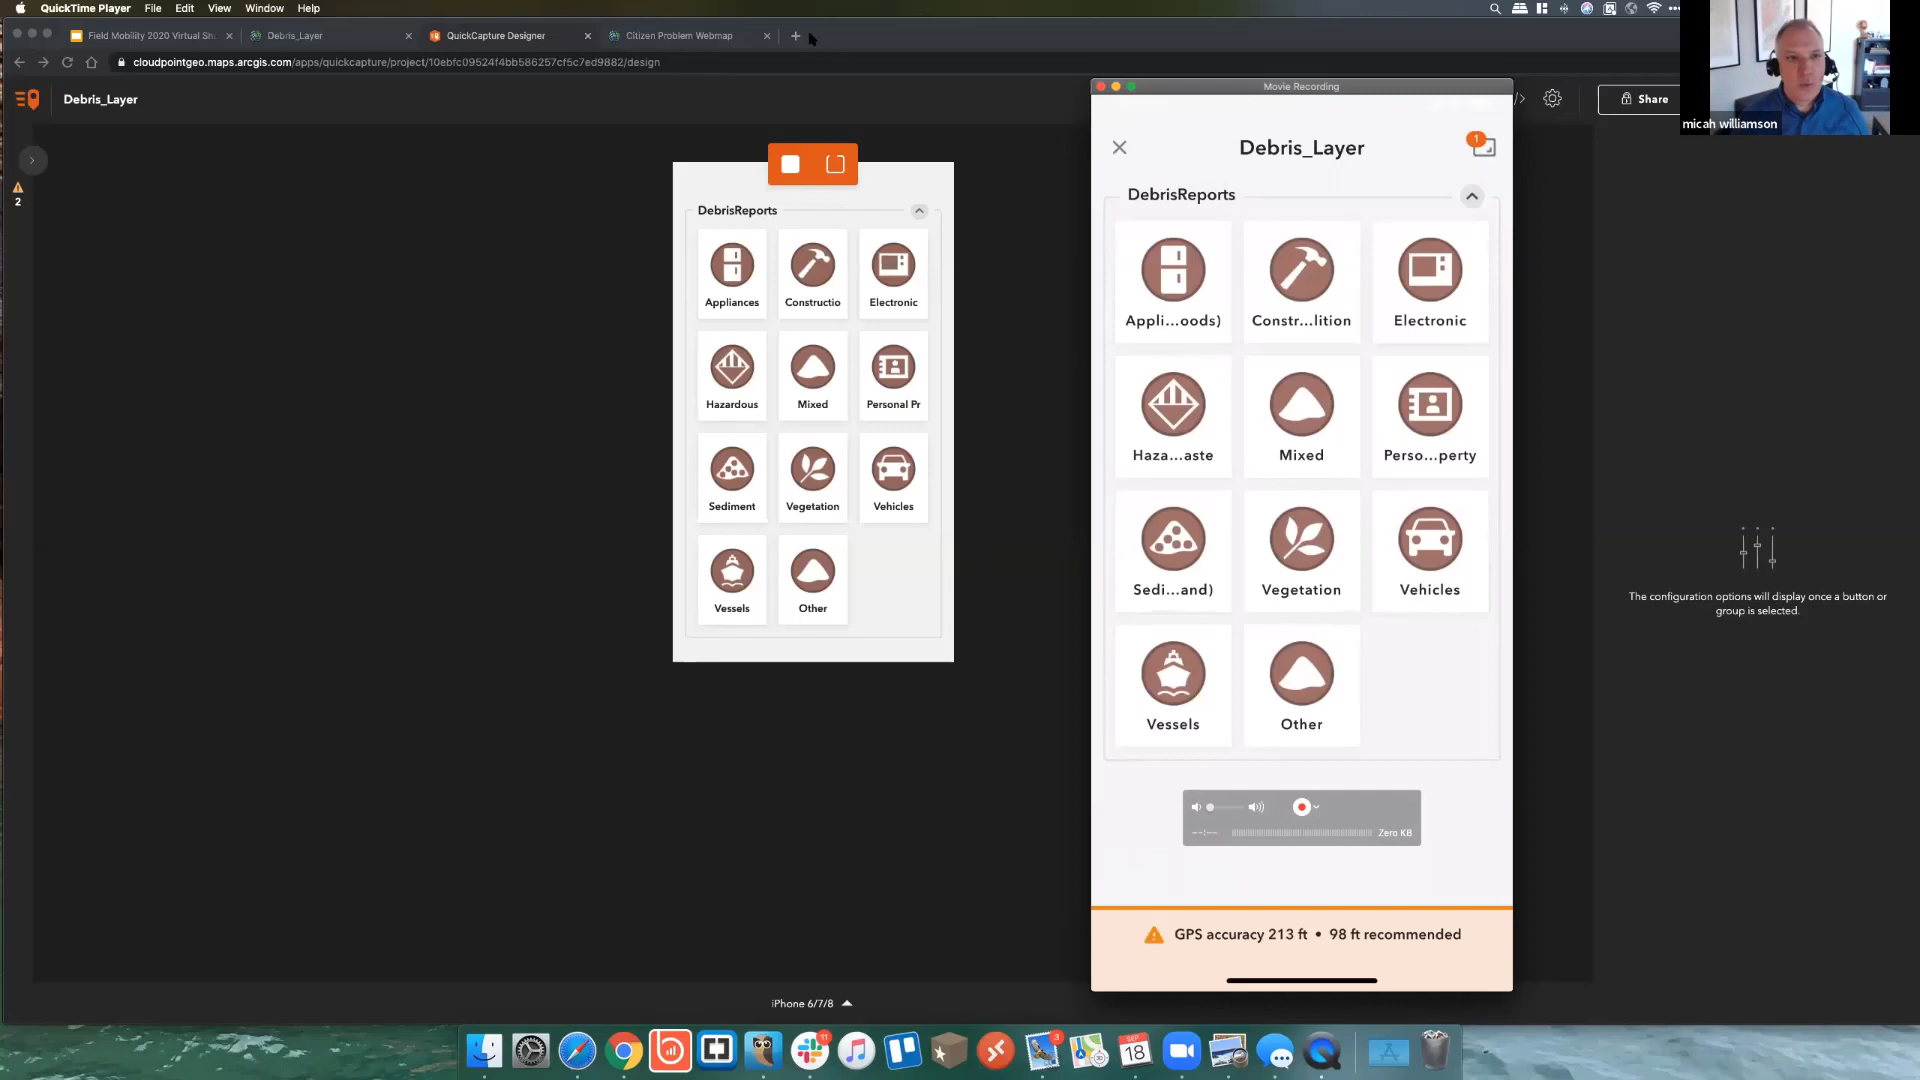 QuickTime Player File Edit View Window Help
Field Mobility 2020 Virtual Sh Debris_Layer QuickCapture Designer Citizen Problem Webmap
cloudpointgeo.maps.arcgis.com/apps/quickcapture/project/10ebfc09524f4bb586257cf5c7ed9882/design
Debris_Layer
Share
micah williamson
2
DebrisReports
Appliances Constructio Electronic
Hazardous Mixed Personal Pr
Sediment Vegetation Vehicles
Vessels Other
iPhone 6/7/8
Movie Recording
Debris_Layer
1
DebrisReports
Appli...oods) Constr...lition Electronic
Haza...aste Mixed Perso...perty
Sedi...and) Vegetation Vehicles
Vessels Other
--:-- Zero KB
GPS accuracy 213 ft • 98 ft recommended
The configuration options will display once a button or
group is selected.
11
3
SEP
18